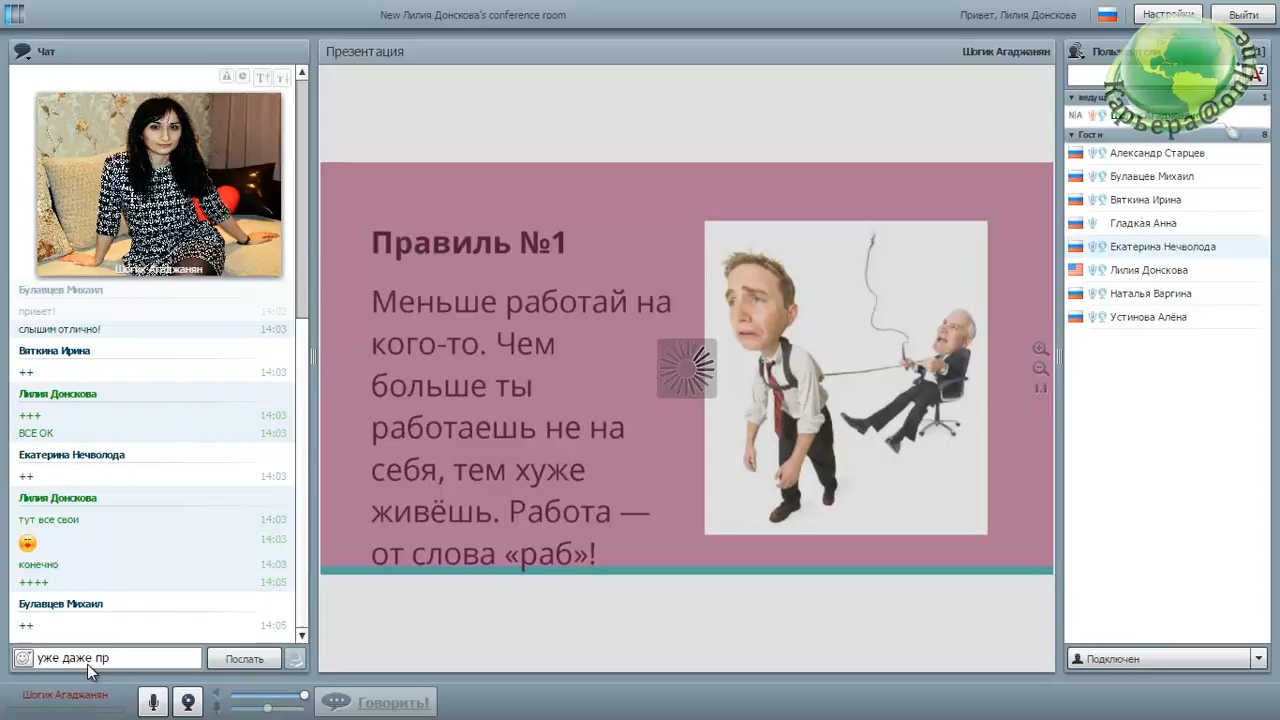 New Лилия Донскова's conference room
Привет, Лилия Донскова
Настройки
Выйти
Чат
Шогик Агаджанян
Булавцев Михаил
привет! 14:02
слышим отлично! 14:03
Вяткина Ирина
++ 14:03
Лилия Донскова
+++ 14:03
ВСЕ ОК 14:03
Екатерина Нечволода
++ 14:03
Лилия Донскова
тут все свои 14:03
14:03
конечно 14:03
++++ 14:05
Булавцев Михаил
++ 14:05
уже даже пр
Послать
Шогик Агаджанян
Говорить!
Презентация
Шогик Агаджанян
Правиль №1
Меньше работай на
кого-то. Чем
больше ты
работаешь не на
себя, тем хуже
живёшь. Работа —
от слова «раб»!
1:1
Карьера@online
1
N/A
Гости 8
Александр Старцев
Булавцев Михаил
Вяткина Ирина
Гладкая Анна
Екатерина Нечволода
Лилия Донскова
Наталья Варгина
Устинова Алёна
Подключен